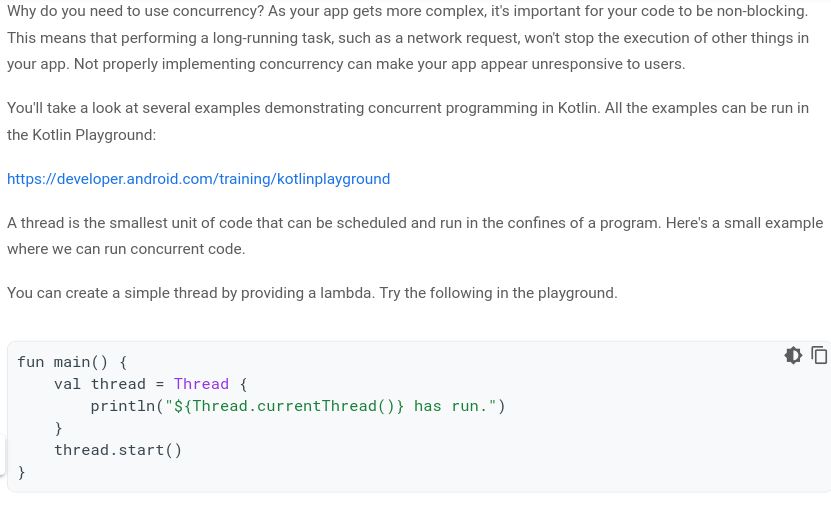 Why do you need to use concurrency? As your app gets more complex, it's important for your code to be non-blocking.
This means that performing a long-running task, such as a network request, won't stop the execution of other things in
your app. Not properly implementing concurrency can make your app appear unresponsive to users.
You'll take a look at several examples demonstrating concurrent programming in Kotlin. All the examples can be run in
the Kotlin Playground:
https://developer.android.com/training/kotlinplayground
A thread is the smallest unit of code that can be scheduled and run in the confines of a program. Here's a small example
where we can run concurrent code.
You can create a simple thread by providing a lambda. Try the following in the playground.
fun main() {
    val thread = Thread {
        println("${Thread.currentThread()} has run.")
    }
    thread.start()
}